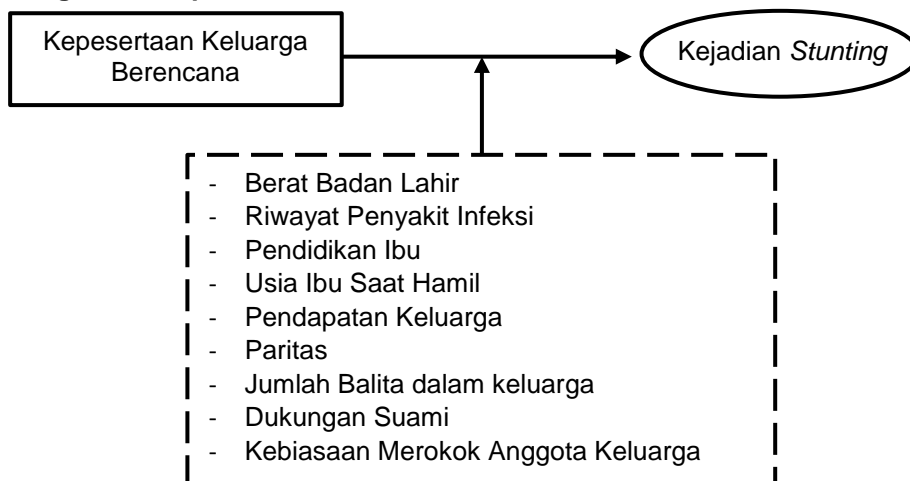 Kepesertaan Keluarga
Berencana
Kejadian Stunting
- Berat Badan Lahir
- Riwayat Penyakit Infeksi
- Pendidikan Ibu
- Usia Ibu Saat Hamil
- Pendapatan Keluarga
- Paritas
- Jumlah Balita dalam keluarga
- Dukungan Suami
- Kebiasaan Merokok Anggota Keluarga